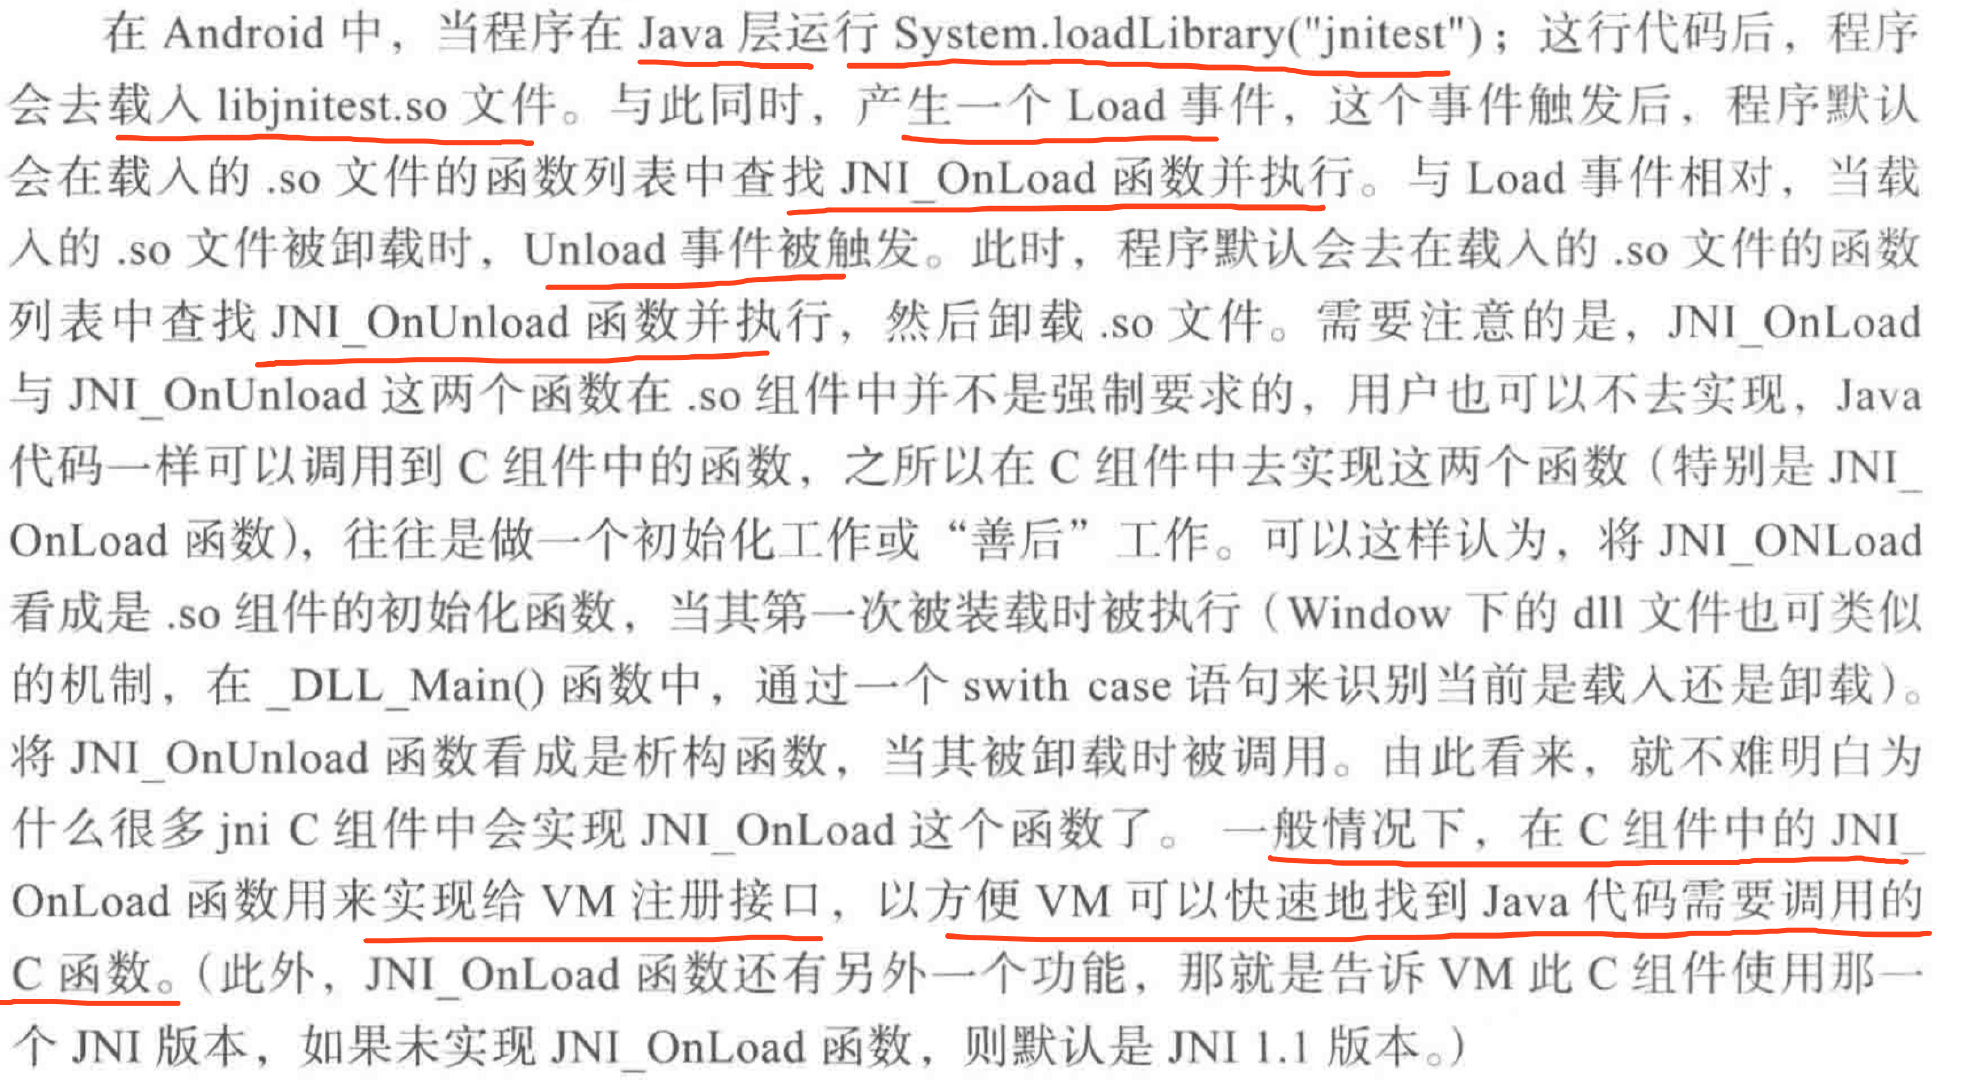 在 Android 中，当程序在 Java 层运行 System.loadLibrary("jnitest")；这行代码后，程序
会去载入 libjnitest.so 文件。与此同时，产生一个 Load 事件，这个事件触发后，程序默认
会在载入的 .so 文件的函数列表中查找 JNI_OnLoad 函数并执行。与 Load 事件相对，当载
入的 .so 文件被卸载时，Unload 事件被触发。此时，程序默认会去在载入的 .so 文件的函数
列表中查找 JNI_OnUnload 函数并执行，然后卸载 .so 文件。需要注意的是，JNI_OnLoad
与 JNI_OnUnload 这两个函数在 .so 组件中并不是强制要求的，用户也可以不去实现，Java
代码一样可以调用到 C 组件中的函数，之所以在 C 组件中去实现这两个函数（特别是 JNI_
OnLoad 函数），往往是做一个初始化工作或“善后”工作。可以这样认为，将 JNI_ONLoad
看成是 .so 组件的初始化函数，当其第一次被装载时被执行（Window 下的 dll 文件也可类似
的机制，在 _DLL_Main() 函数中，通过一个 swith case 语句来识别当前是载入还是卸载）。
将 JNI_OnUnload 函数看成是析构函数，当其被卸载时被调用。由此看来，就不难明白为
什么很多 jni C 组件中会实现 JNI_OnLoad 这个函数了。 一般情况下，在 C 组件中的 JNI_
OnLoad 函数用来实现给 VM 注册接口，以方便 VM 可以快速地找到 Java 代码需要调用的
C 函数。（此外，JNI_OnLoad 函数还有另外一个功能，那就是告诉 VM 此 C 组件使用那一
个 JNI 版本，如果未实现 JNI_OnLoad 函数，则默认是 JNI 1.1 版本。）